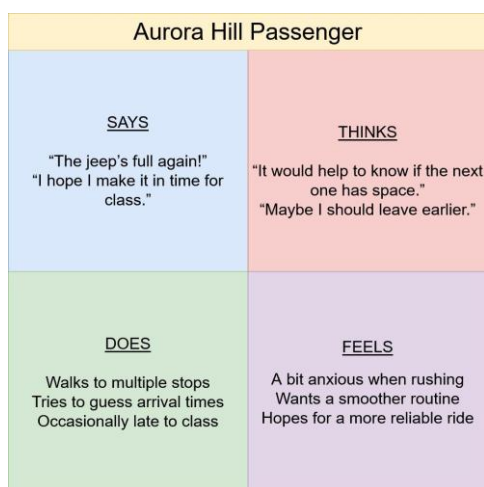 Aurora Hill Passenger
SAYS
“The jeep’s full again!”
“I hope I make it in time for
class.”
THINKS
“It would help to know if the next
one has space.”
“Maybe I should leave earlier.”
DOES
Walks to multiple stops
Tries to guess arrival times
Occasionally late to class
FEELS
A bit anxious when rushing
Wants a smoother routine
Hopes for a more reliable ride